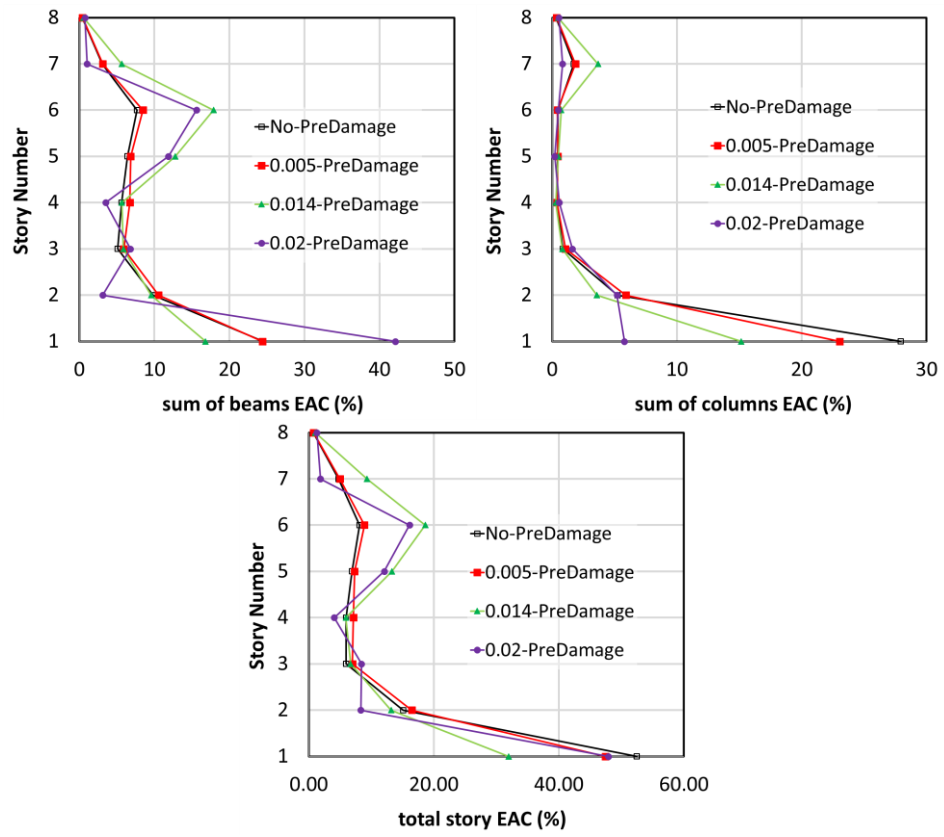 8
7
6
5
4
3
2
1
Story Number
No-PreDamage
0.005-PreDamage
0.014-PreDamage
0.02-PreDamage
0 10 20 30 40 50
sum of beams EAC (%)
8
7
6
5
4
3
2
1
Story Number
No-PreDamage
0.005-PreDamage
0.014-PreDamage
0.02-PreDamage
0 10 20 30
sum of columns EAC (%)
8
7
6
5
4
3
2
1
Story Number
No-PreDamage
0.005-PreDamage
0.014-PreDamage
0.02-PreDamage
0.00 20.00 40.00 60.00
total story EAC (%)